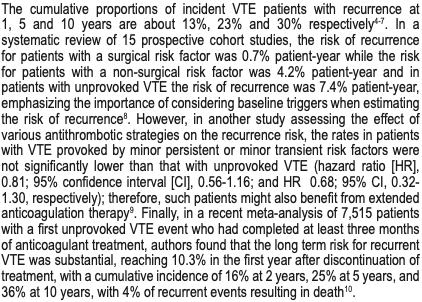 The cumulative proportions of incident VTE patients with recurrence at
1, 5 and 10 years are about 13%, 23% and 30% respectively4-7. In a
systematic review of 15 prospective cohort studies, the risk of recurrence
for patients with a surgical risk factor was 0.7% patient-year while the risk
for patients with a non-surgical risk factor was 4.2% patient-year and in
patients with unprovoked VTE the risk of recurrence was 7.4% patient-year,
emphasizing the importance of considering baseline triggers when estimating
the risk of recurrence8. However, in another study assessing the effect of
various antithrombotic strategies on the recurrence risk, the rates in patients
with VTE provoked by minor persistent or minor transient risk factors were
not significantly lower than that with unprovoked VTE (hazard ratio [HR],
0.81; 95% confidence interval [CI], 0.56-1.16; and HR 0.68; 95% CI, 0.32-
1.30, respectively); therefore, such patients might also benefit from extended
anticoagulation therapy9. Finally, in a recent meta-analysis of 7,515 patients
with a first unprovoked VTE event who had completed at least three months
of anticoagulant treatment, authors found that the long term risk for recurrent
VTE was substantial, reaching 10.3% in the first year after discontinuation of
treatment, with a cumulative incidence of 16% at 2 years, 25% at 5 years, and
36% at 10 years, with 4% of recurrent events resulting in death10.